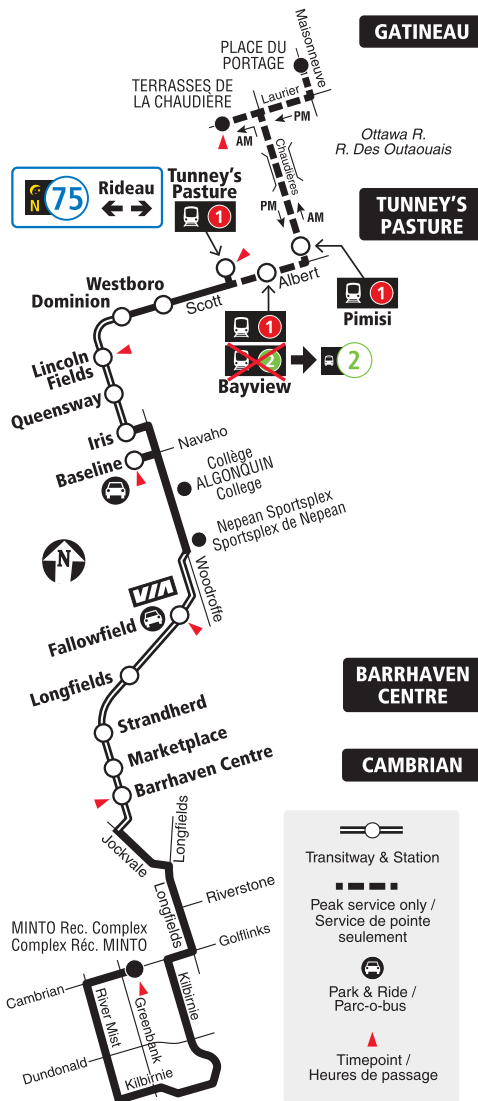 GATINEAU
Maisonneuve
PLACE DU
PORTAGE
TERRASSES DE
LA CHAUDIÈRE
Laurier
PM
AM
Ottawa R.
R. Des Outaouais
Chaudières
PM
AM
N
75
Rideau
Tunney's
Pasture
1
TUNNEY'S
PASTURE
Albert
1
Pimisi
Westboro
Dominion
Scott
1
2
2
Bayview
Lincoln
Fields
Queensway
Iris
Navaho
Baseline
Collège
ALGONQUIN
College
Nepean Sportsplex
Sportsplex de Nepean
N
Woodroffe
VIA
Fallowfield
BARRHAVEN
CENTRE
Longfields
Strandherd
Marketplace
CAMBRIAN
Barrhaven Centre
Jockvale
Longfields
Longfields
Riverstone
MINTO Rec. Complex
Complexe Réc. MINTO
Golflinks
Cambrian
River Mist
Greenbank
Kilbirnie
Dundonald
Kilbirnie
Transitway & Station
Peak service only /
Service de pointe
seulement
Park & Ride /
Parc-o-bus
Timepoint /
Heures de passage